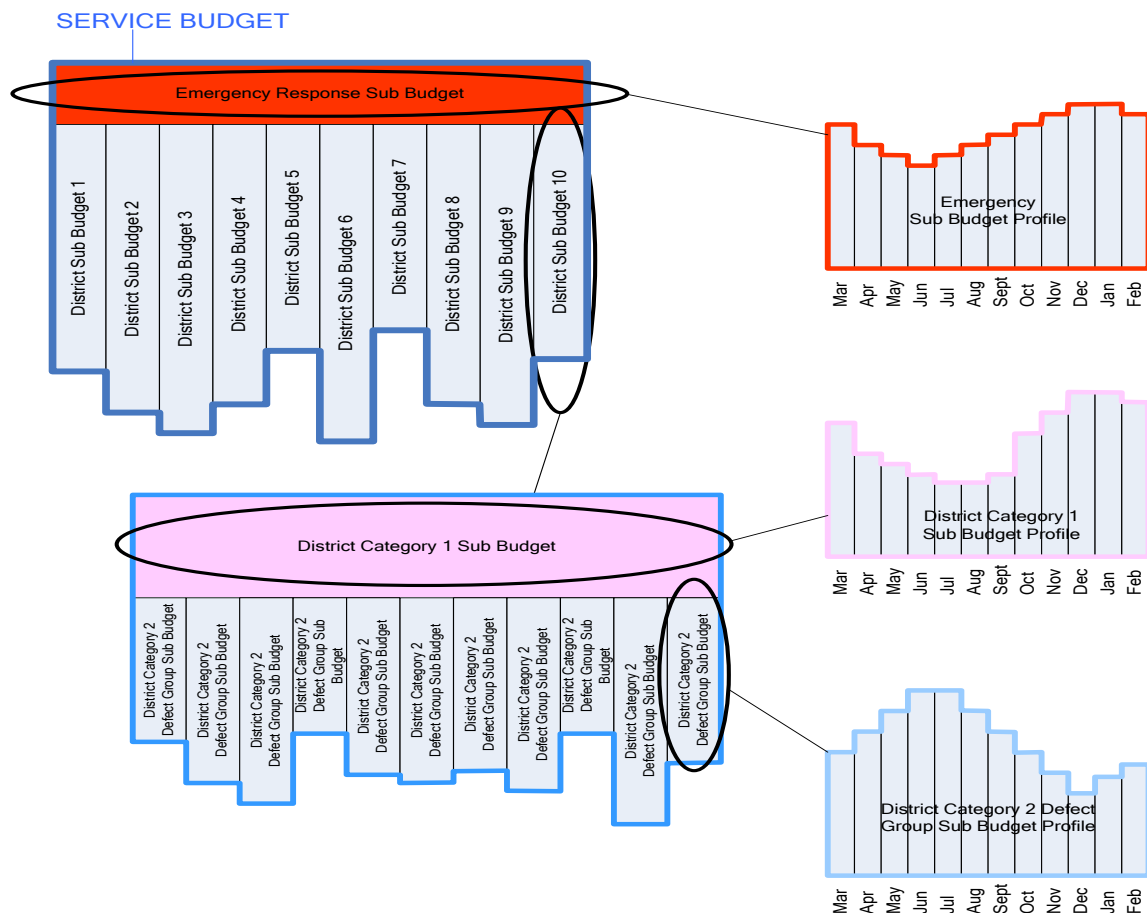 SERVICE BUDGET
Emergency Response Sub Budget
District Sub Budget 1
District Sub Budget 2
District Sub Budget 3
District Sub Budget 4
District Sub Budget 5
District Sub Budget 6
District Sub Budget 7
District Sub Budget 8
District Sub Budget 9
District Sub Budget 10
Emergency
Sub Budget Profile
Mar
Apr
May
Jun
Jul
Aug
Sept
Oct
Nov
Dec
Jan
Feb
District Category 1 Sub Budget
District Category 2
Defect Group Sub Budget
District Category 2
Defect Group Sub Budget
District Category 2
Defect Group Sub Budget
District Category 2
Defect Group Sub
Budget
District Category 2
Defect Group Sub Budget
District Category 2
Defect Group Sub Budget
District Category 2
Defect Group Sub Budget
District Category 2
Defect Group Sub Budget
District Category 2
Defect Group Sub
Budget
District Category 2
Defect Group Sub Budget
District Category 2
Defect Group Sub Budget
District Category 1
Sub Budget Profile
Mar
Apr
May
Jun
Jul
Aug
Sept
Oct
Nov
Dec
Jan
Feb
District Category 2 Defect
Group Sub Budget Profile
Mar
Apr
May
Jun
Jul
Aug
Sept
Oct
Nov
Dec
Jan
Feb